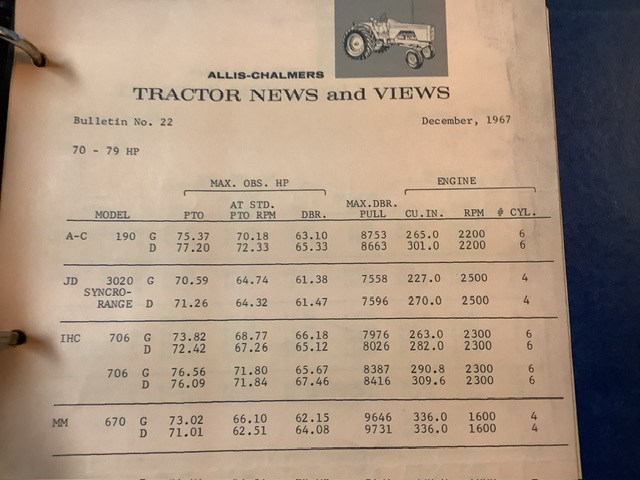 ALLIS-CHALMERS
TRACTOR NEWS and VIEWS
Bulletin No. 22 December, 1967
70 - 79 HP
MAX. OBS. HP ENGINE
AT STD. MAX.DBR.
MODEL PTO PTO RPM DBR. PULL CU.IN. RPM # CYL.
A-C 190 G 75.37 70.18 63.10 8753 265.0 2200 6
D 77.20 72.33 65.33 8663 301.0 2200 6
JD 3020 G 70.59 64.74 61.38 7558 227.0 2500 4
SYNCRO-
RANGE D 71.26 64.32 61.47 7596 270.0 2500 4
IHC 706 G 73.82 68.77 66.18 7976 263.0 2300 6
D 72.42 67.26 65.12 8026 282.0 2300 6
706 G 76.56 71.80 65.67 8387 290.8 2300 6
D 76.09 71.84 67.46 8416 309.6 2300 6
MM 670 G 73.02 66.10 62.15 9646 336.0 1600 4
D 71.01 62.51 64.08 9731 336.0 1600 4